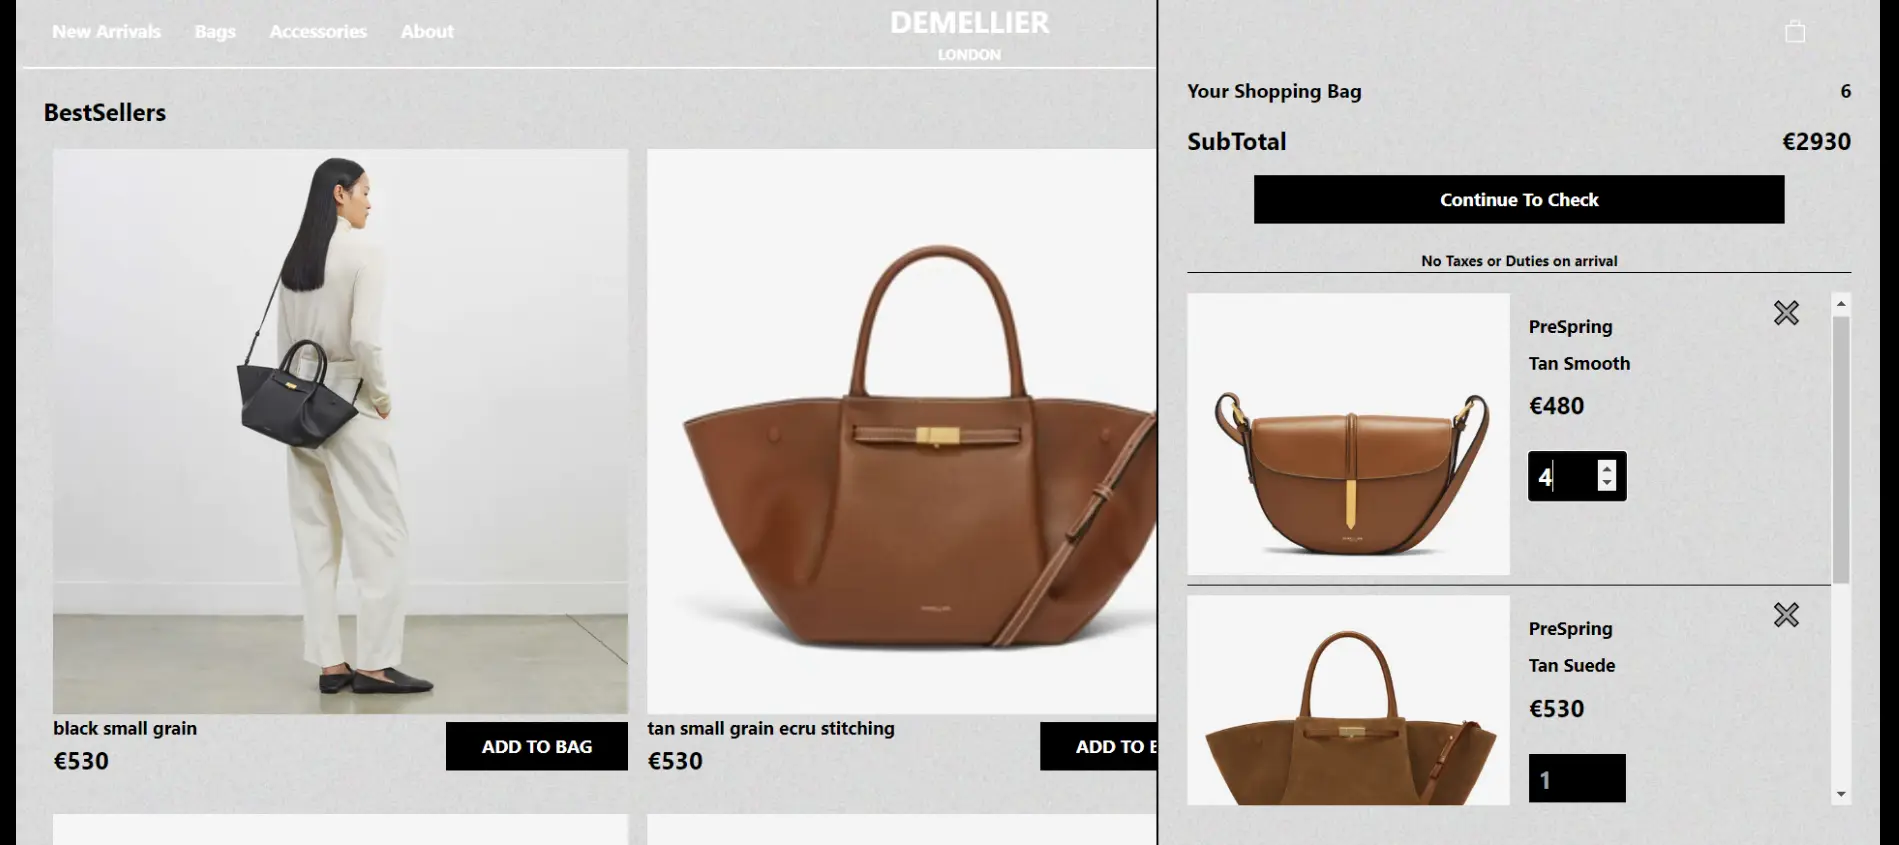 New Arrivals Bags Accessories About
DEMELLIER
LONDON
BestSellers
black small grain
€530
ADD TO BAG
tan small grain ecru stitching
€530
ADD TO
Your Shopping Bag 6
SubTotal €2930
Continue To Check
No Taxes or Duties on arrival
PreSpring
Tan Smooth
€480
4
PreSpring
Tan Suede
€530
1